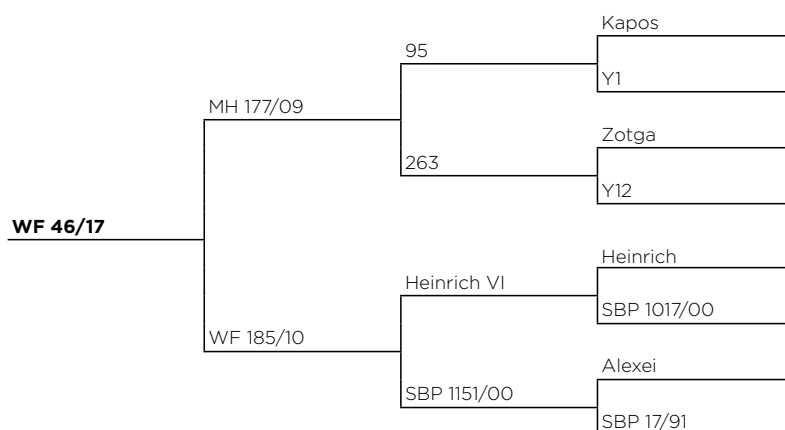 Kapos
95
Y1
MH 177/09
Zotga
263
Y12
WF 46/17
Heinrich
Heinrich VI
SBP 1017/00
WF 185/10
Alexei
SBP 1151/00
SBP 17/91